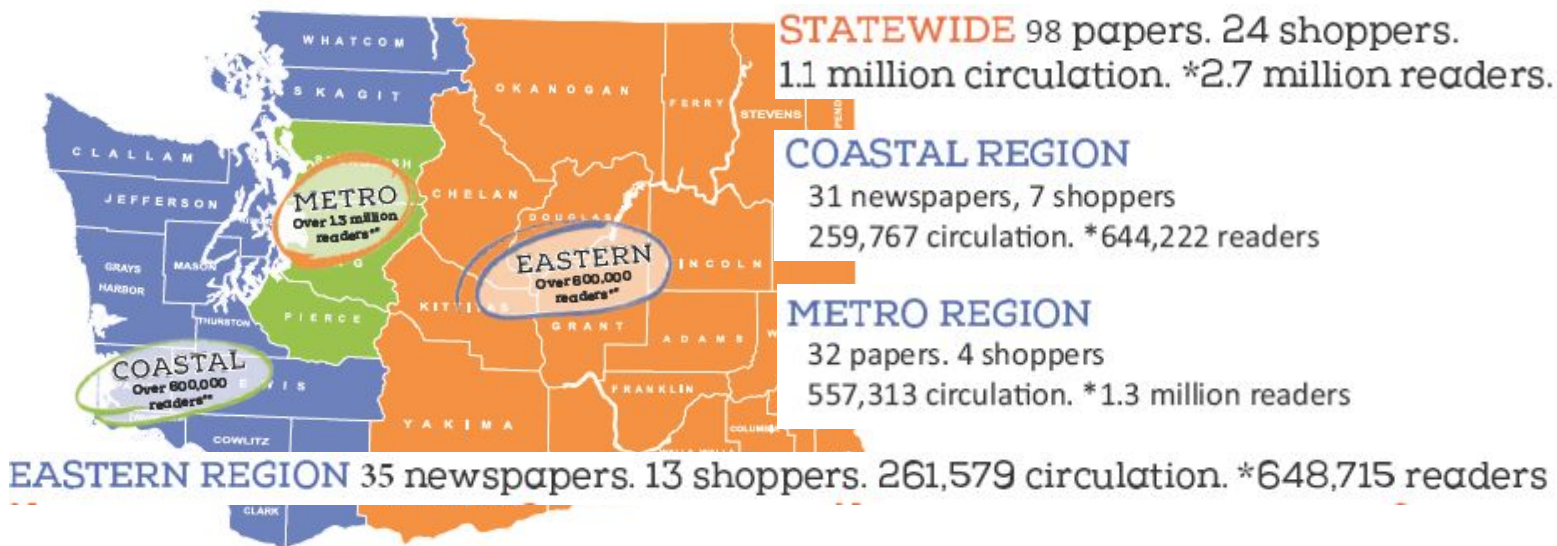 STATEWIDE 98 papers. 24 shoppers.
1.1 million circulation. *2.7 million readers.
COASTAL REGION
31 newspapers, 7 shoppers
259,767 circulation. *644,222 readers
METRO REGION
32 papers. 4 shoppers
557,313 circulation. *1.3 million readers
EASTERN REGION 35 newspapers. 13 shoppers. 261,579 circulation. *648,715 readers
WHATCOM
SKAGIT
OKANOGAN
FERRY
STEVENS
PEND
CLALLAM
JEFFERSON
METRO
Over 1.3 million
readers**
CHELAN
DOUGLAS
EASTERN
Over 600,000
readers**
LINCOLN
GRAYS
HARBOR
MASON
THURSTON
PIERCE
KITTITAS
GRANT
ADAMS
W
COASTAL
Over 600,000
readers**
FRANKLIN
YAKIMA
COWLITZ
CLARK